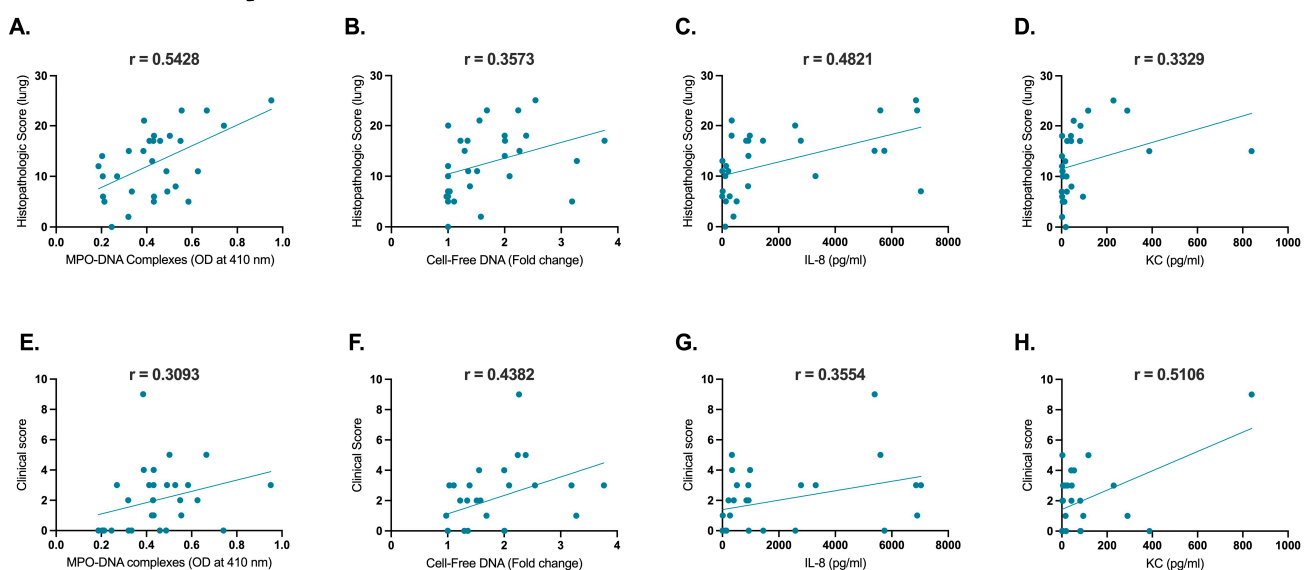 A.
B.
C.
D.
r = 0.5428
r = 0.3573
r = 0.4821
r = 0.3329
Histopathologic Score (lung)
30
20
10
0
0.0 0.2 0.4 0.6 0.8 1.0
MPO-DNA Complexes (OD at 410 nm)
Histopathologic Score (lung)
30
20
10
0
0 1 2 3 4
Cell-Free DNA (Fold change)
Histopathologic Score (lung)
30
20
10
0
0 2000 4000 6000 8000
IL-8 (pg/ml)
Histopathologic Score (lung)
30
20
10
0
0 200 400 600 800 1000
KC (pg/ml)
E.
F.
G.
H.
r = 0.3093
r = 0.4382
r = 0.3554
r = 0.5106
Clinical score
10
8
6
4
2
0
0.0 0.2 0.4 0.6 0.8 1.0
MPO-DNA complexes (OD at 410 nm)
Clinical Score
10
8
6
4
2
0
0 1 2 3 4
Cell-Free DNA (Fold change)
Clinical score
10
8
6
4
2
0
0 2000 4000 6000 8000
IL-8 (pg/ml)
Clinical score
10
8
6
4
2
0
0 200 400 600 800 1000
KC (pg/ml)